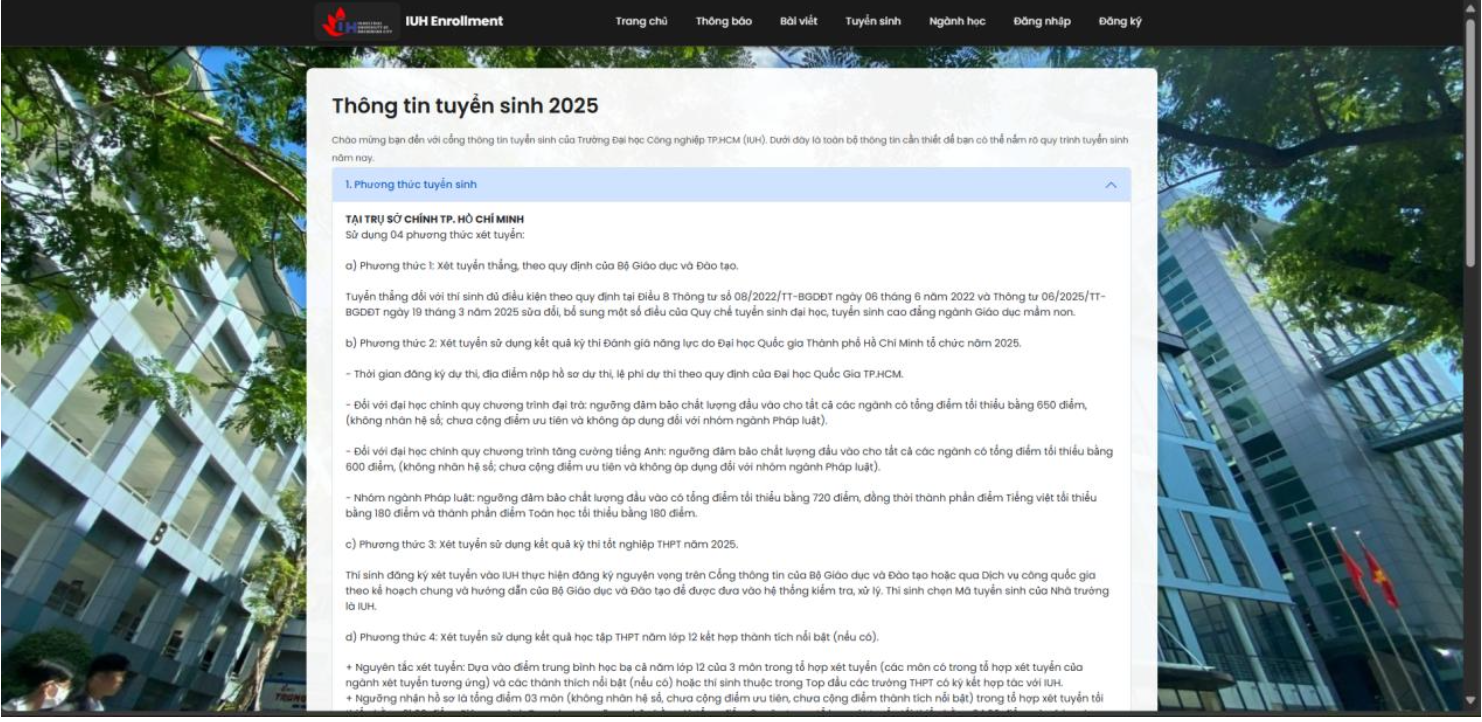 INDUSTRIAL
UNIVERSITY OF
HOCHIMINH CITY
IUH Enrollment
Trang chủ
Thông báo
Bài viết
Tuyển sinh
Ngành học
Đăng nhập
Đăng ký
Thông tin tuyển sinh 2025
Chào mừng bạn đến với cổng thông tin tuyển sinh của Trường Đại học Công nghiệp TP.HCM (IUH). Dưới đây là toàn bộ thông tin cần thiết để bạn có thể nắm rõ quy trình tuyển sinh
năm nay.
1. Phương thức tuyển sinh
TẠI TRỤ SỞ CHÍNH TP. HỒ CHÍ MINH
Sử dụng 04 phương thức xét tuyển:
a) Phương thức 1: Xét tuyển thẳng, theo quy định của Bộ Giáo dục và Đào tạo.
Tuyển thẳng đối với thí sinh đủ điều kiện theo quy định tại Điều 8 Thông tư số 08/2022/TT-BGDĐT ngày 06 tháng 6 năm 2022 và Thông tư 06/2025/TT-
BGDĐT ngày 19 tháng 3 năm 2025 sửa đổi, bổ sung một số điều của Quy chế tuyển sinh đại học, tuyển sinh cao đẳng ngành Giáo dục mầm non.
b) Phương thức 2: Xét tuyển sử dụng kết quả kỳ thi Đánh giá năng lực do Đại học Quốc gia Thành phố Hồ Chí Minh tổ chức năm 2025.
- Thời gian đăng ký dự thi, địa điểm nộp hồ sơ dự thi, lệ phí dự thi theo quy định của Đại học Quốc Gia TP.HCM.
- Đối với đại học chính quy chương trình đại trà: ngưỡng đảm bảo chất lượng đầu vào cho tất cả các ngành có tổng điểm tối thiểu bằng 650 điểm,
(không nhân hệ số; chưa cộng điểm ưu tiên và không áp dụng đối với nhóm ngành Pháp luật).
- Đối với đại học chính quy chương trình tăng cường tiếng Anh: ngưỡng đảm bảo chất lượng đầu vào cho tất cả các ngành có tổng điểm tối thiểu bằng
600 điểm, (không nhân hệ số; chưa cộng điểm ưu tiên và không áp dụng đối với nhóm ngành Pháp luật).
- Nhóm ngành Pháp luật: ngưỡng đảm bảo chất lượng đầu vào có tổng điểm tối thiểu bằng 720 điểm, đồng thời thành phần điểm Tiếng việt tối thiểu
bằng 180 điểm và thành phần điểm Toán học tối thiểu bằng 180 điểm.
c) Phương thức 3: Xét tuyển sử dụng kết quả kỳ thi tốt nghiệp THPT năm 2025.
Thí sinh đăng ký xét tuyển vào IUH thực hiện đăng ký nguyện vọng trên Cổng thông tin của Bộ Giáo dục và Đào tạo hoặc qua Dịch vụ công quốc gia
theo kế hoạch chung và hướng dẫn của Bộ Giáo dục và Đào tạo để được đưa vào hệ thống kiểm tra, xử lý. Thí sinh chọn Mã tuyển sinh của Nhà trường
là IUH.
d) Phương thức 4: Xét tuyển sử dụng kết quả học tập THPT năm lớp 12 kết hợp thành tích nổi bật (nếu có).
+ Nguyên tắc xét tuyển: Dựa vào điểm trung bình học bạ cả năm lớp 12 của 3 môn trong tổ hợp xét tuyển (các môn có trong tổ hợp xét tuyển của
ngành xét tuyển tương ứng) và các thành thích nổi bật (nếu có) hoặc thí sinh thuộc trong Top đầu các trường THPT có ký kết hợp tác với IUH.
+ Ngưỡng nhận hồ sơ là tổng điểm 03 môn (không nhân hệ số, chưa cộng điểm ưu tiên, chưa cộng điểm thành tích nổi bật) trong tổ hợp xét tuyển tối